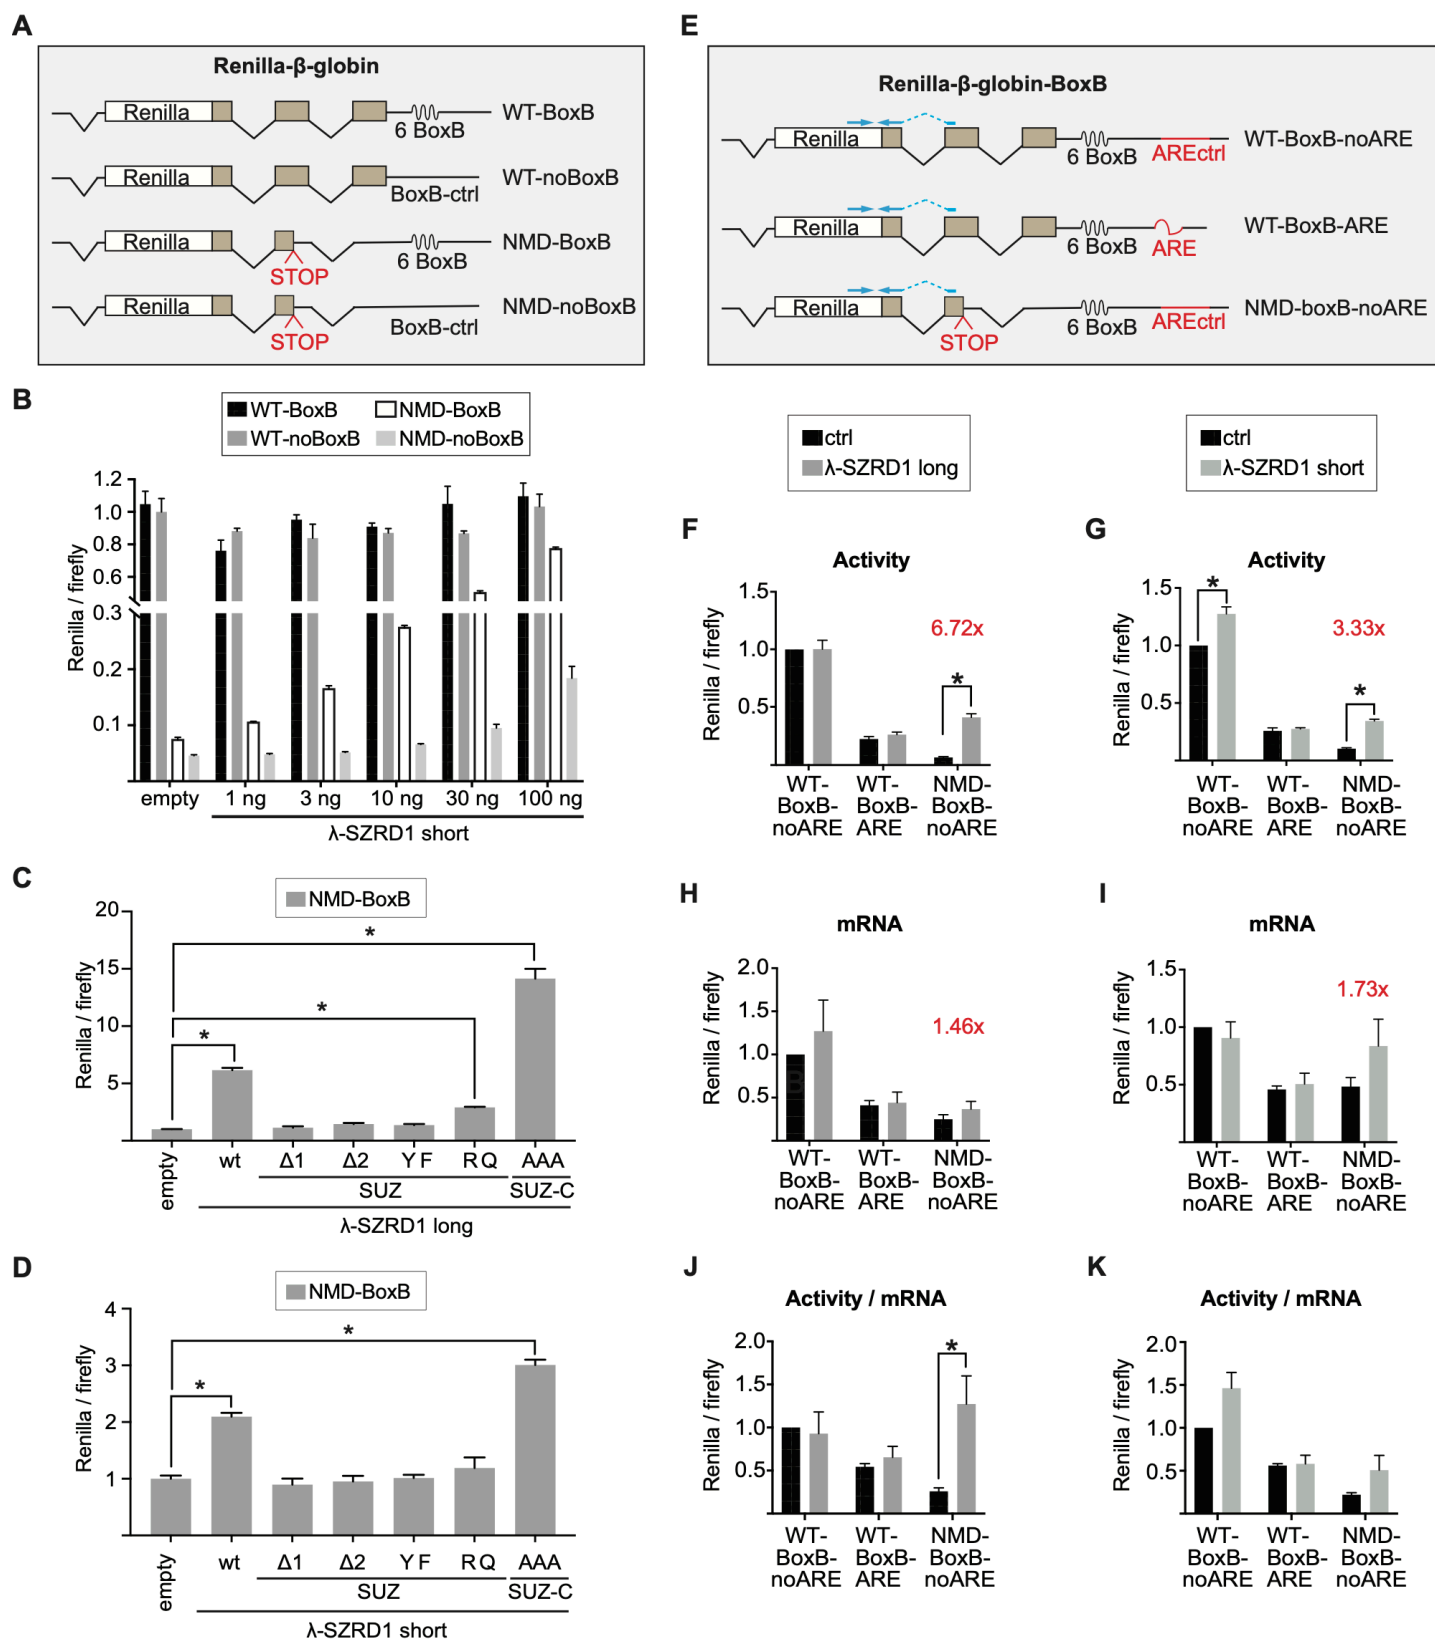 A
Renilla-β-globin
Renilla
6 BoxB
WT-BoxB
Renilla
BoxB-ctrl
WT-noBoxB
Renilla
STOP
6 BoxB
NMD-BoxB
Renilla
STOP
BoxB-ctrl
NMD-noBoxB
E
Renilla-β-globin-BoxB
Renilla
6 BoxB
AREctrl
WT-BoxB-noARE
Renilla
6 BoxB
ARE
WT-BoxB-ARE
Renilla
STOP
6 BoxB
AREctrl
NMD-boxB-noARE
B
WT-BoxB
NMD-BoxB
WT-noBoxB
NMD-noBoxB
Renilla / firefly
1.2
1.0
0.8
0.6
0.3
0.2
0.1
empty
1 ng
3 ng
10 ng
30 ng
100 ng
λ-SZRD1 short
C
NMD-BoxB
Renilla / firefly
20
15
10
5
*
*
*
empty
wt
Δ1
Δ2
YF
RQ
AAA
SUZ
SUZ-C
λ-SZRD1 long
D
NMD-BoxB
Renilla / firefly
4
3
2
1
*
*
empty
wt
Δ1
Δ2
YF
RQ
AAA
SUZ
SUZ-C
λ-SZRD1 short
ctrl
λ-SZRD1 long
ctrl
λ-SZRD1 short
F
Activity
Renilla / firefly
1.5
1.0
0.5
6.72x
*
WT-
BoxB-
noARE
WT-
BoxB-
ARE
NMD-
BoxB-
noARE
G
Activity
Renilla / firefly
1.5
1.0
0.5
*
3.33x
*
WT-
BoxB-
noARE
WT-
BoxB-
ARE
NMD-
BoxB-
noARE
H
mRNA
Renilla / firefly
2.0
1.5
1.0
0.5
1.46x
WT-
BoxB-
noARE
WT-
BoxB-
ARE
NMD-
BoxB-
noARE
I
mRNA
Renilla / firefly
1.5
1.0
0.5
1.73x
WT-
BoxB-
noARE
WT-
BoxB-
ARE
NMD-
BoxB-
noARE
J
Activity / mRNA
Renilla / firefly
2.0
1.5
1.0
0.5
*
WT-
BoxB-
noARE
WT-
BoxB-
ARE
NMD-
BoxB-
noARE
K
Activity / mRNA
Renilla / firefly
2.0
1.5
1.0
0.5
WT-
BoxB-
noARE
WT-
BoxB-
ARE
NMD-
BoxB-
noARE